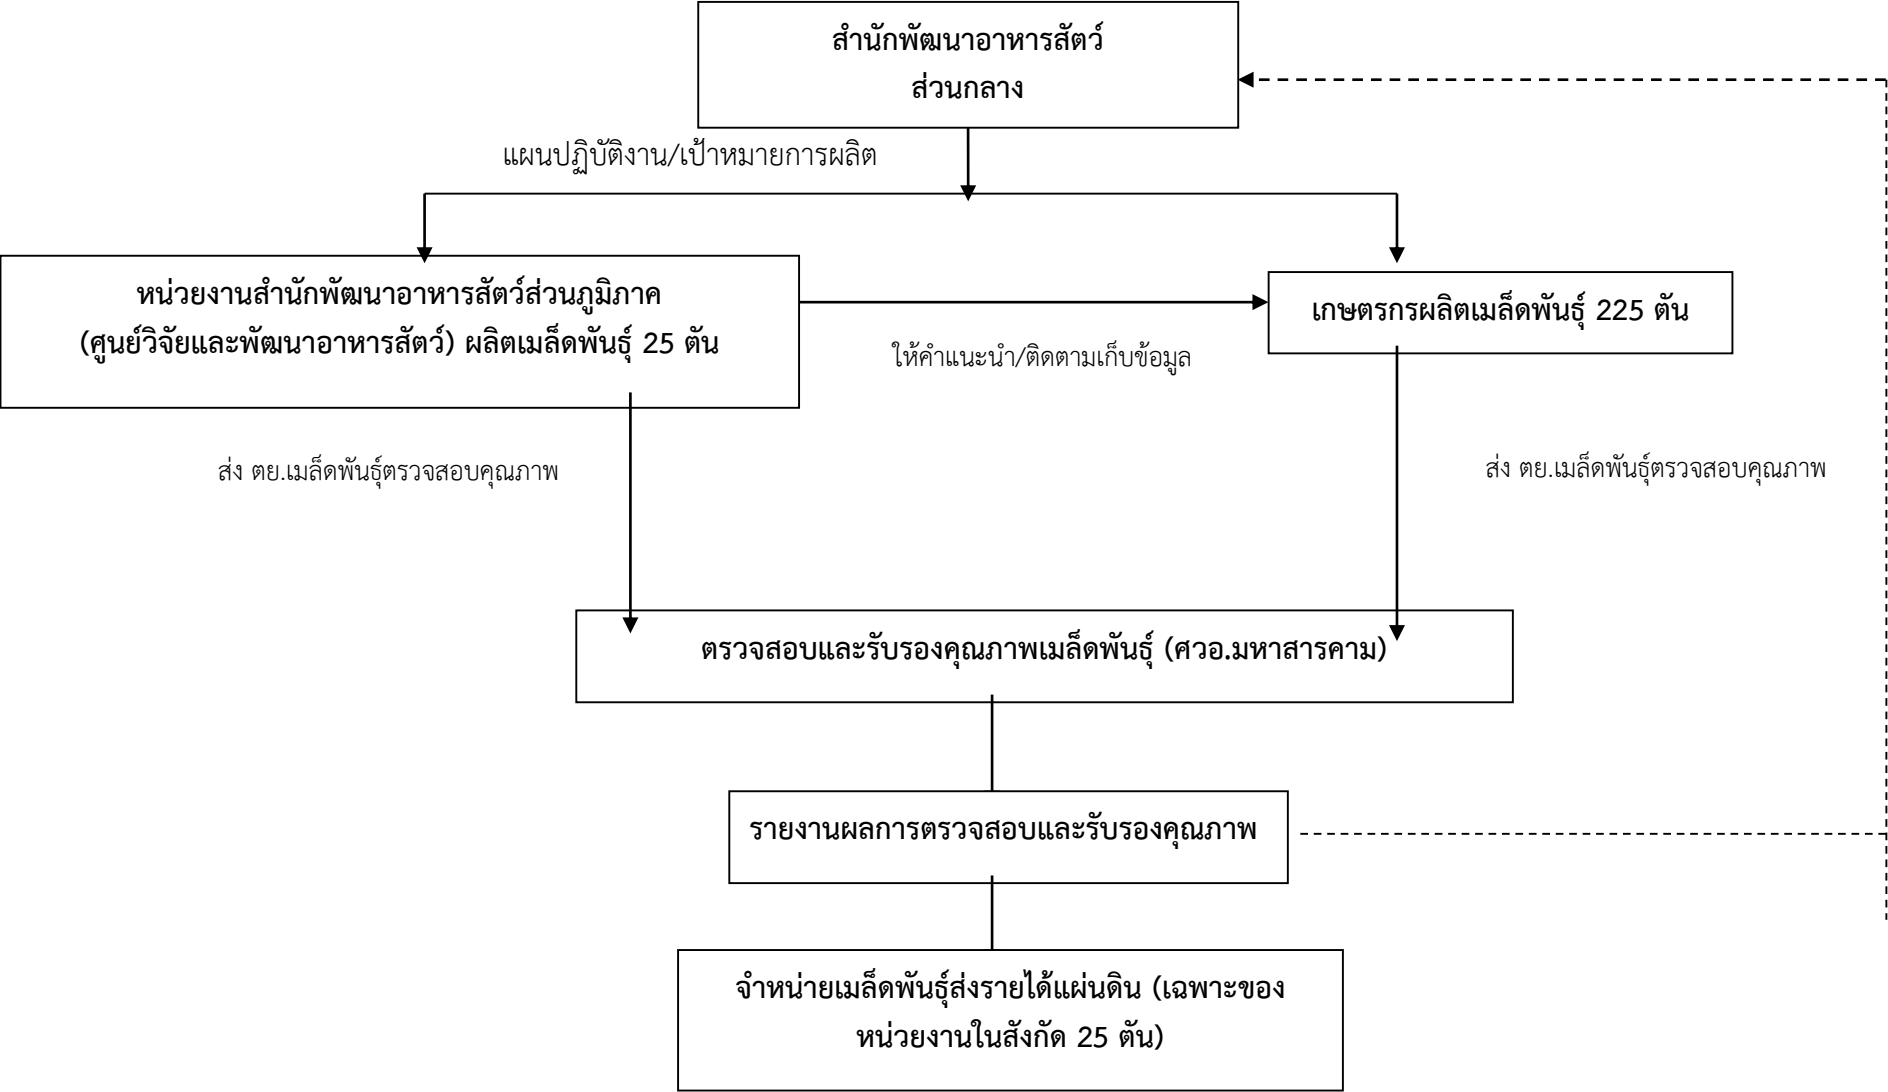 สำนักพัฒนาอาหารสัตว์
ส่วนกลาง
แผนปฏิบัติงาน/เป้าหมายการผลิต
หน่วยงานสำนักพัฒนาอาหารสัตว์ส่วนภูมิภาค
(ศูนย์วิจัยและพัฒนาอาหารสัตว์) ผลิตเมล็ดพันธุ์ 25 ตัน
เกษตรกรผลิตเมล็ดพันธุ์ 225 ตัน
ให้คำแนะนำ/ติดตามเก็บข้อมูล
ส่ง ตย.เมล็ดพันธุ์ตรวจสอบคุณภาพ
ส่ง ตย.เมล็ดพันธุ์ตรวจสอบคุณภาพ
ตรวจสอบและรับรองคุณภาพเมล็ดพันธุ์ (ศวอ.มหาสารคาม)
รายงานผลการตรวจสอบและรับรองคุณภาพ
จำหน่ายเมล็ดพันธุ์ส่งรายได้แผ่นดิน (เฉพาะของ
หน่วยงานในสังกัด 25 ตัน)